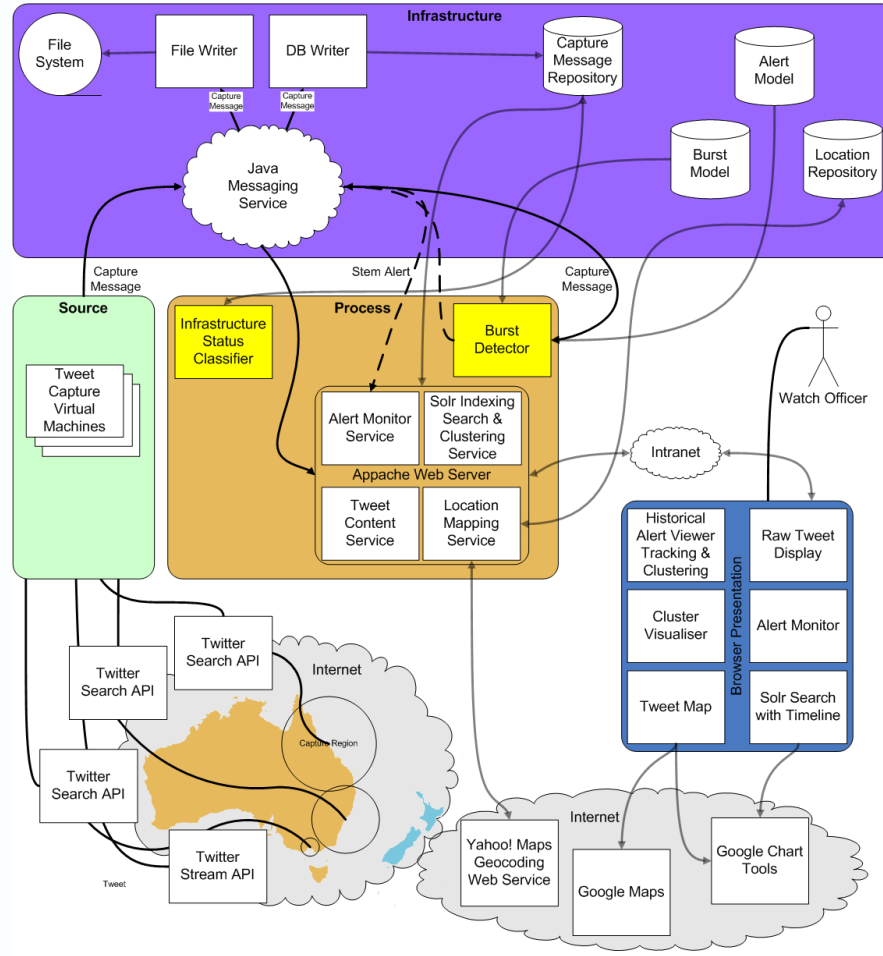 Infrastructure
File
System
File Writer
DB Writer
Capture
Message
Repository
Alert
Model
Capture
Message
Capture
Message
Burst
Model
Location
Repository
Java
Messaging
Service
Capture
Message
Stem Alert
Capture
Message
Source
Tweet
Capture
Virtual
Machines
Process
Infrastructure
Status
Classifier
Burst
Detector
Alert Monitor
Service
Solr Indexing
Search &
Clustering
Service
Appache Web Server
Tweet
Content
Service
Location
Mapping
Service
Watch Officer
Intranet
Historical
Alert Viewer
Tracking &
Clustering
Raw Tweet
Display
Cluster
Visualiser
Browser Presentation
Alert Monitor
Tweet Map
Solr Search
with Timeline
Twitter
Search API
Internet
Twitter
Search API
Capture Region
Twitter
Search API
Twitter
Stream API
Tweet
Internet
Yahoo! Maps
Geocoding
Web Service
Google Maps
Google Chart
Tools